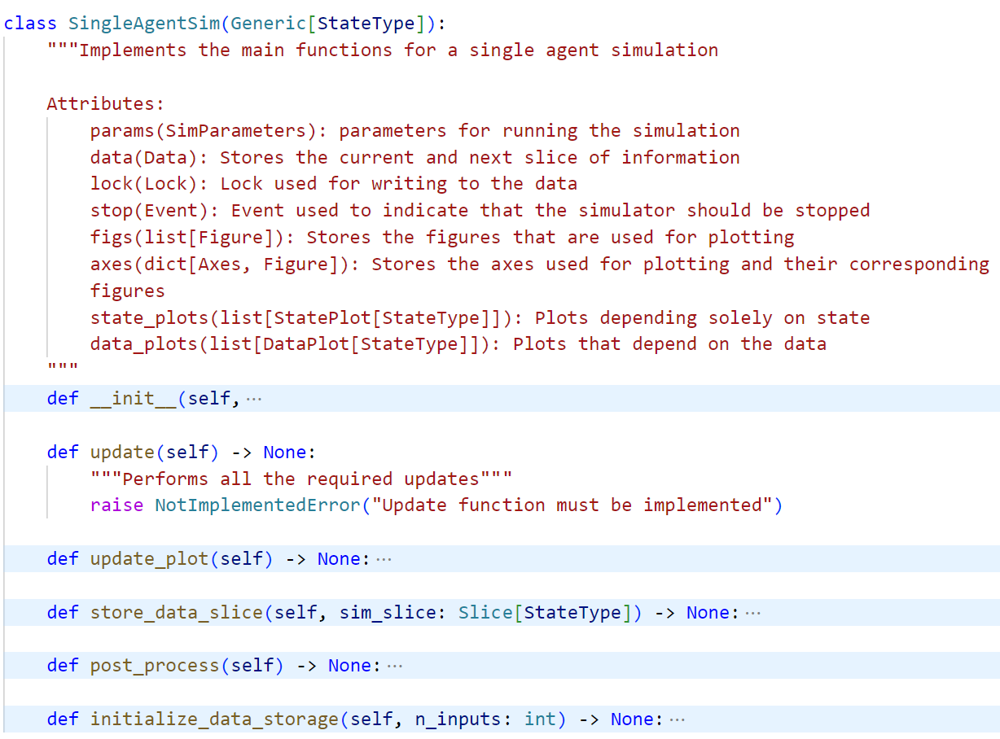 class SingleAgentSim(Generic[StateType]):
    """Implements the main functions for a single agent simulation

    Attributes:
        params(SimParameters): parameters for running the simulation
        data(Data): Stores the current and next slice of information
        lock(Lock): Lock used for writing to the data
        stop(Event): Event used to indicate that the simulator should be stopped
        figs(list[Figure]): Stores the figures that are used for plotting
        axes(dict[Axes, Figure]): Stores the axes used for plotting and their corresponding
        figures
        state_plots(list[StatePlot[StateType]]): Plots depending solely on state
        data_plots(list[DataPlot[StateType]]): Plots that depend on the data
    """
    def __init__(self, ···

    def update(self) -> None:
        """Performs all the required updates"""
        raise NotImplementedError("Update function must be implemented")

    def update_plot(self) -> None: ···

    def store_data_slice(self, sim_slice: Slice[StateType]) -> None: ···

    def post_process(self) -> None: ···

    def initialize_data_storage(self, n_inputs: int) -> None: ···